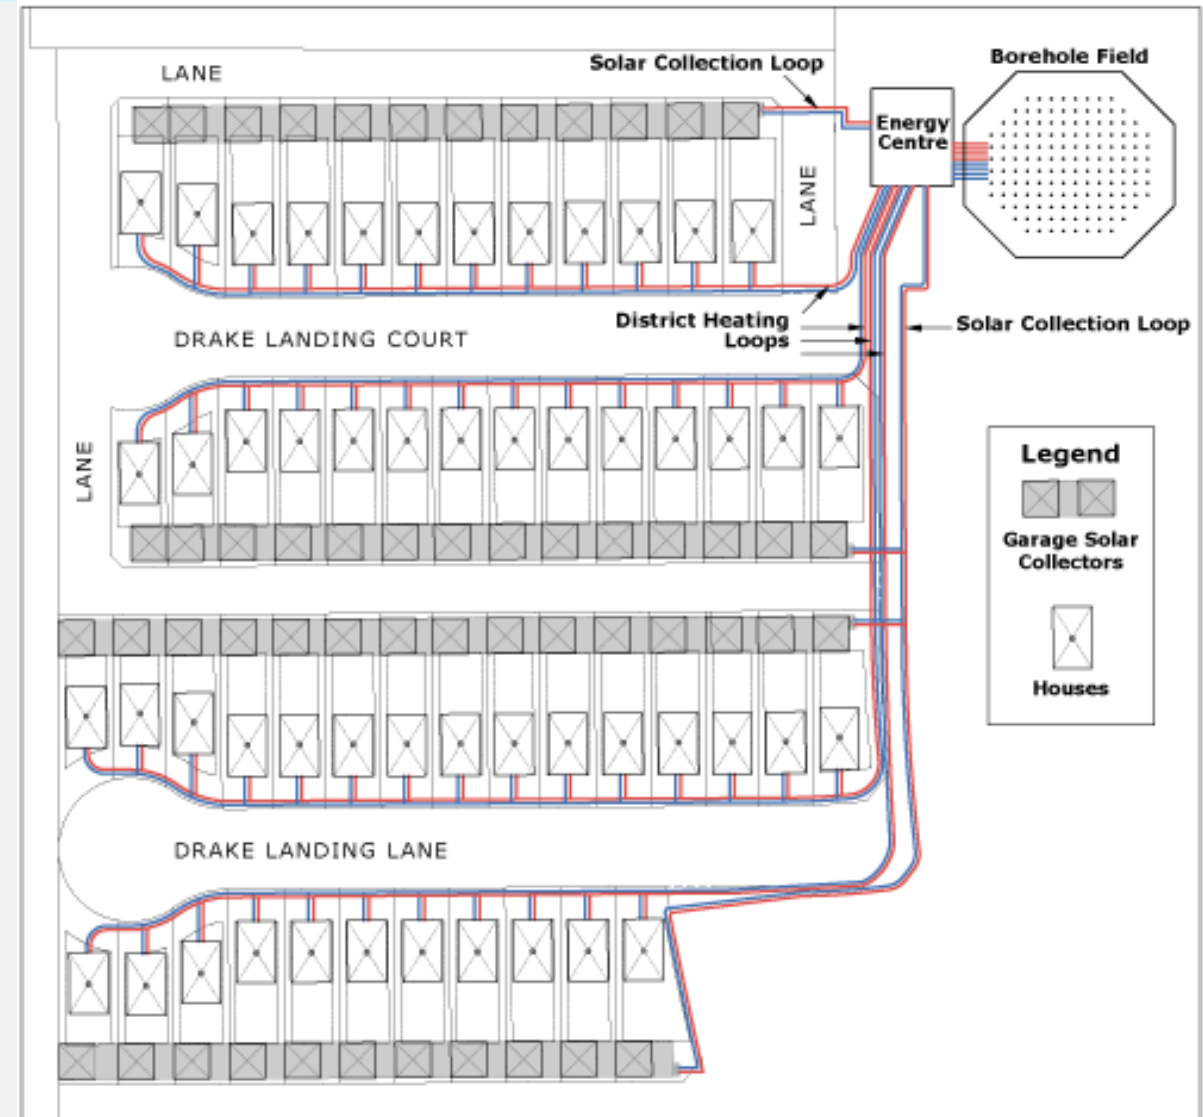 Solar Collection Loop
Borehole Field
LANE
Energy
Centre
LANE
District Heating
Loops
Solar Collection Loop
DRAKE LANDING COURT
LANE
Legend
Garage Solar
Collectors
Houses
DRAKE LANDING LANE